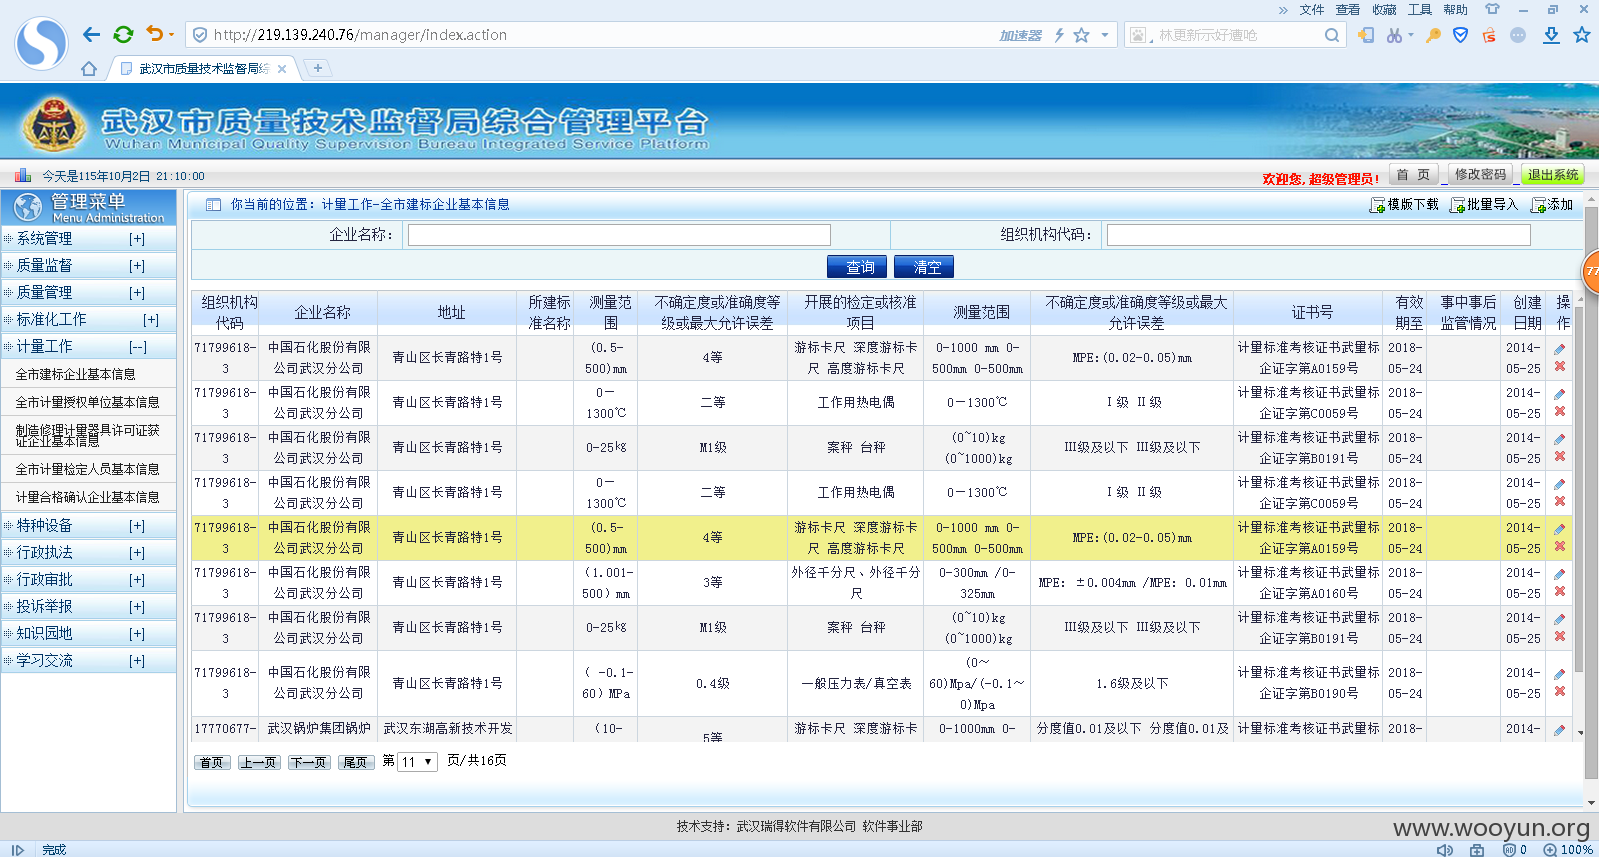 » 文件 查看 收藏 工具 帮助
http://219.139.240.76/manager/index.action 加速器 林更新示好遭呛
武汉市质量技术监督局综 × +
武汉市质量技术监督局综合管理平台
Wuhan Municipal Quality Supervision Bureau Integrated Service Platform
今天是115年10月2日 21:10:00 欢迎您,超级管理员! 首 页 修改密码 退出系统
管理菜单
Menu Administration
系统管理 [+]
质量监督 [+]
质量管理 [+]
标准化工作 [+]
计量工作 [--]
全市建标企业基本信息
全市计量授权单位基本信息
制造修理计量器具许可证获
证企业基本信息
全市计量检定人员基本信息
计量合格确认企业基本信息
特种设备 [+]
行政执法 [+]
行政审批 [+]
投诉举报 [+]
知识园地 [+]
学习交流 [+]
你当前的位置：计量工作-全市建标企业基本信息 模版下载 批量导入 添加
企业名称： 组织机构代码：
查询 清空
组织机构 企业名称 地址 所建标 测量范 不确定度或准确度等 开展的检定或核准 测量范围 不确定度或准确度等级或最大 证书号 有效 事中事后 创建 操
代码 准名称 围 级或最大允许误差 项目 允许误差 期至 监管情况 日期 作
71799618- 中国石化股份有限 青山区长青路特1号 (0.5- 4等 游标卡尺 深度游标卡 0-1000 mm 0- MPE:(0.02-0.05)mm 计量标准考核证书武量标 2018- 2014-
3 公司武汉分公司 500)mm 尺 高度游标卡尺 500mm 0-500mm 企证字第A0159号 05-24 05-25
71799618- 中国石化股份有限 青山区长青路特1号 0— 二等 工作用热电偶 0—1300℃ I 级 II 级 计量标准考核证书武量标 2018- 2014-
3 公司武汉分公司 1300℃ 企证字第C0059号 05-24 05-25
71799618- 中国石化股份有限 青山区长青路特1号 0-25kg M1级 案秤 台秤 (0~10)kg III级及以下 III级及以下 计量标准考核证书武量标 2018- 2014-
3 公司武汉分公司 (0~1000)kg 企证字第B0191号 05-24 05-25
71799618- 中国石化股份有限 青山区长青路特1号 0— 二等 工作用热电偶 0—1300℃ I 级 II 级 计量标准考核证书武量标 2018- 2014-
3 公司武汉分公司 1300℃ 企证字第C0059号 05-24 05-25
71799618- 中国石化股份有限 青山区长青路特1号 (0.5- 4等 游标卡尺 深度游标卡 0-1000 mm 0- MPE:(0.02-0.05)mm 计量标准考核证书武量标 2018- 2014-
3 公司武汉分公司 500)mm 尺 高度游标卡尺 500mm 0-500mm 企证字第A0159号 05-24 05-25
71799618- 中国石化股份有限 青山区长青路特1号 (1.001- 3等 外径千分尺、外径千分 0-300mm /0- MPE: ±0.004mm /MPE: 0.01mm 计量标准考核证书武量标 2018- 2014-
3 公司武汉分公司 500) mm 尺 325mm 企证字第A0160号 05-24 05-25
71799618- 中国石化股份有限 青山区长青路特1号 0-25kg M1级 案秤 台秤 (0~10)kg III级及以下 III级及以下 计量标准考核证书武量标 2018- 2014-
3 公司武汉分公司 (0~1000)kg 企证字第B0191号 05-24 05-25
71799618- 中国石化股份有限 青山区长青路特1号 ( -0.1- 0.4级 一般压力表/真空表 (0～ 1.6级及以下 计量标准考核证书武量标 2018- 2014-
3 公司武汉分公司 60) MPa 60)Mpa/(-0.1～ 企证字第B0190号 05-24 05-25
0)Mpa
17770677- 武汉锅炉集团锅炉 武汉东湖高新技术开发 (10- 5等 游标卡尺 深度游标卡 0-1000mm 0- 分度值0.01及以下 分度值0.01及 计量标准考核证书武量标 2018- 2014-
首页 上一页 下一页 尾页 第 11 页/共16页
77
技术支持：武汉瑞得软件有限公司 软件事业部
www.wooyun.org
完成 0 100%